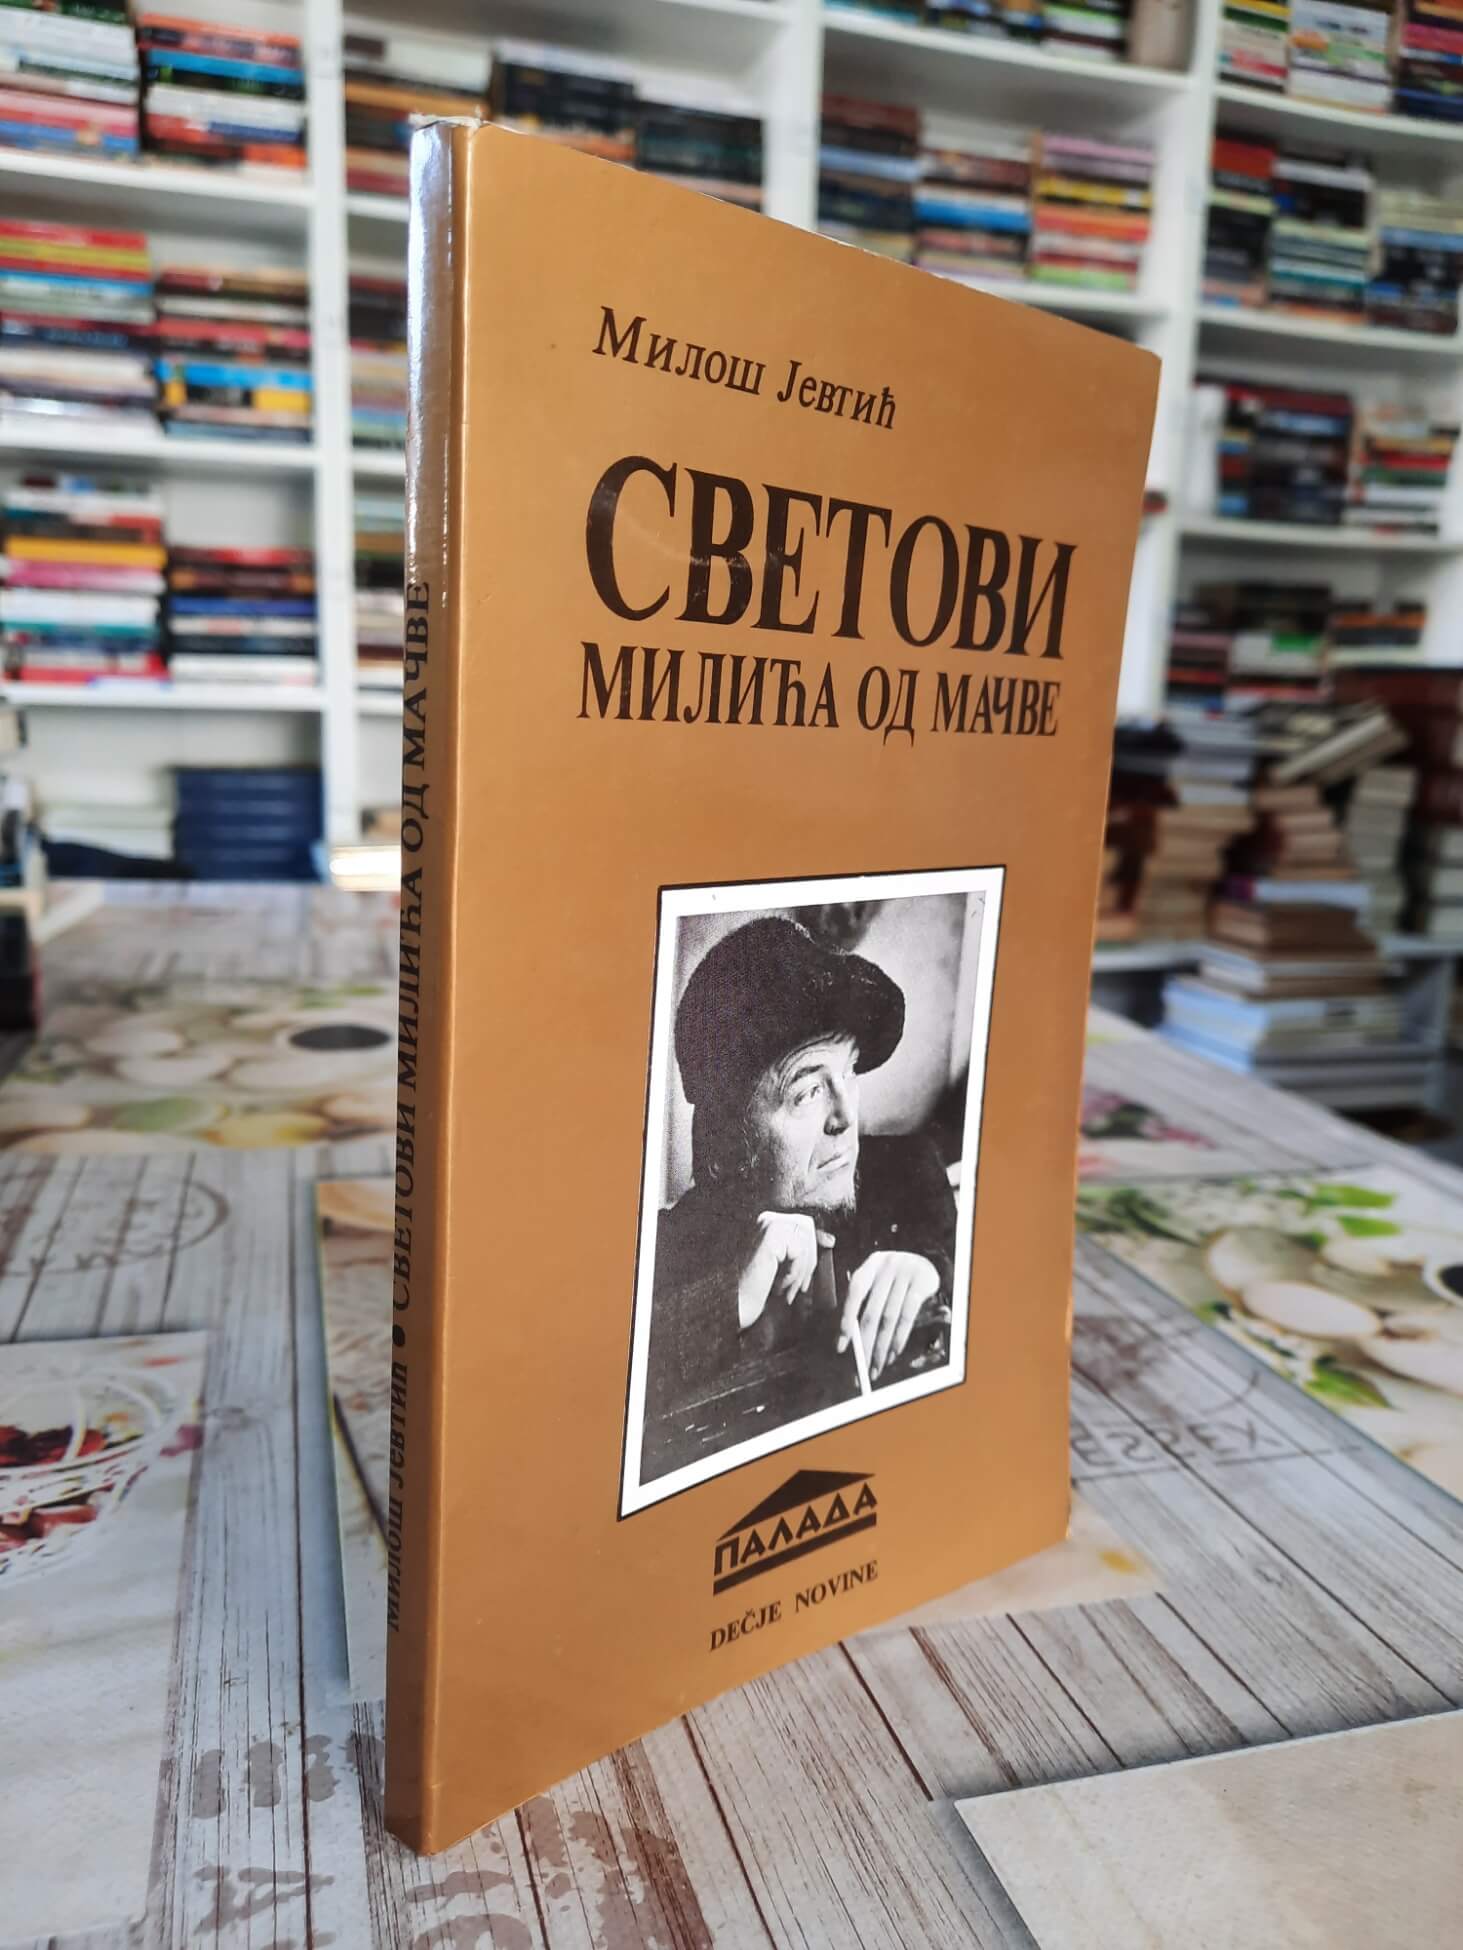 Милош Јевтић
СВЕТОВИ
МИЛИЋА ОД МАЧВЕ
ПАЛАДА
DEČJE NOVINE
Милош Јевтић • СВЕТОВИ МИЛИЋА ОД МАЧВЕ